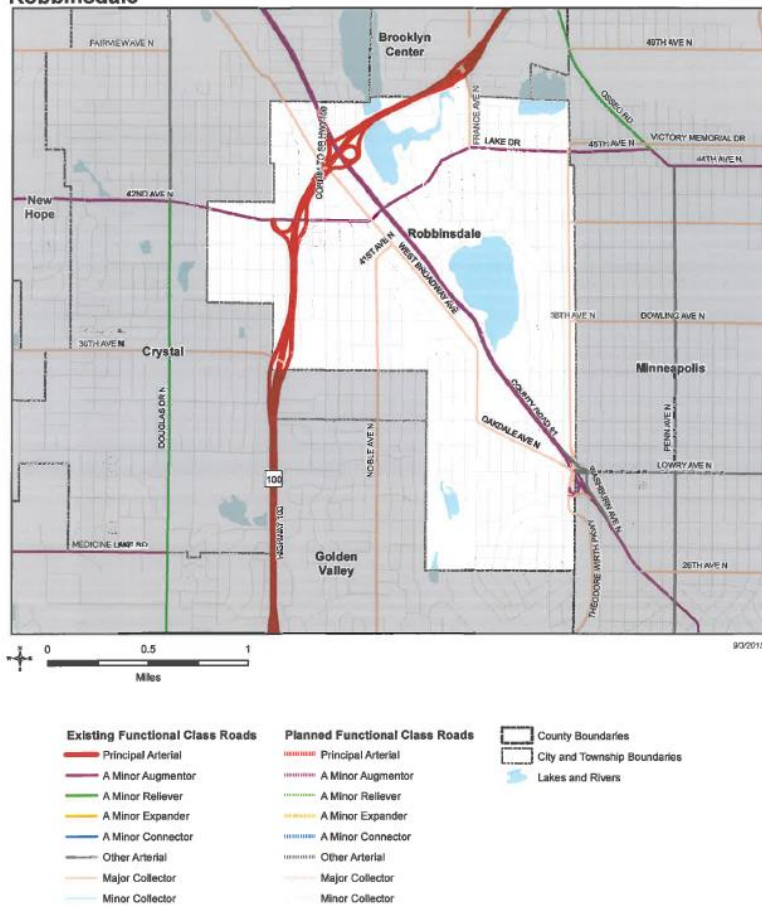 Robbinsdale
FAIRVIEW AVE N
Brooklyn
Center
49TH AVE N
OSSEO RD
FRANCE AVE N
LAKE DR
VICTORY MEMORIAL DR
45TH AVE N
44TH AVE N
New
Hope
42ND AVE N
Robbinsdale
41ST AVE N
WEST BROADWAY AVE
38TH AVE N
DOWLING AVE N
36TH AVE N
Crystal
Minneapolis
DOUGLAS DR N
COUNTY ROAD 81
PENN AVE N
OAKDALE AVE N
NOBLE AVE N
LOWRY AVE N
WASHBURN AVE N
100
HIGHWAY 100
MEDICINE LAKE RD
Golden
Valley
THEODORE WIRTH PKWY
26TH AVE N
0 0.5 1
Miles
Existing Functional Class Roads
Principal Arterial
A Minor Augmentor
A Minor Reliever
A Minor Expander
A Minor Connector
Other Arterial
Major Collector
Minor Collector
Planned Functional Class Roads
Principal Arterial
A Minor Augmentor
A Minor Reliever
A Minor Expander
A Minor Connector
Other Arterial
Major Collector
Minor Collector
County Boundaries
City and Township Boundaries
Lakes and Rivers